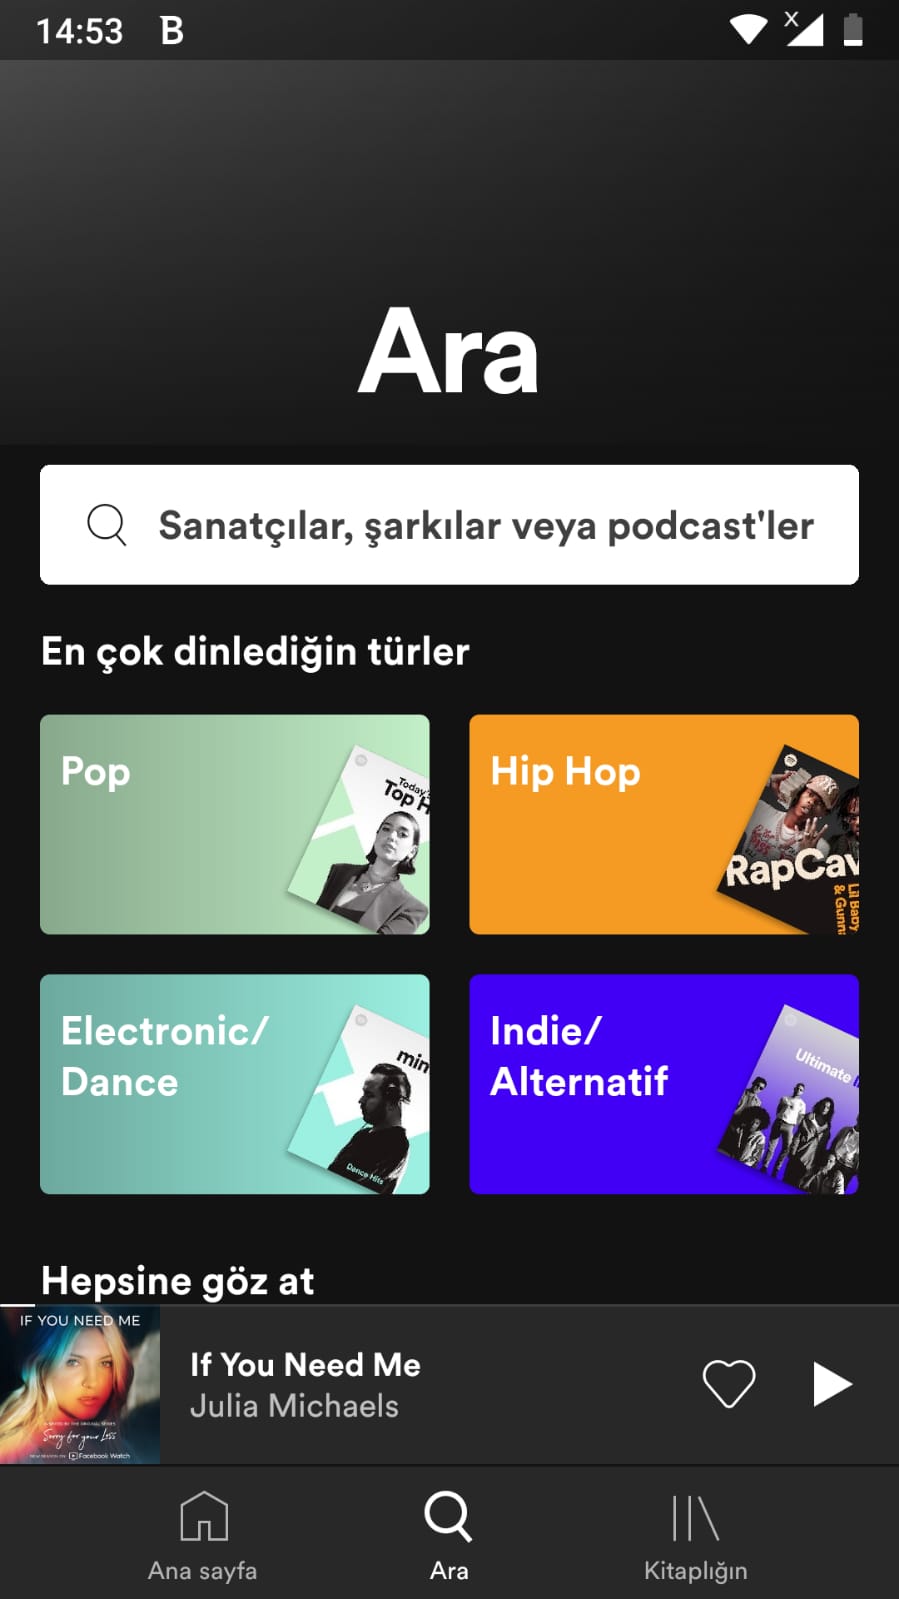 14:53 B
X
Ara
Sanatçılar, şarkılar veya podcast'ler
En çok dinlediğin türler
Pop
Today's
Top H
Hip Hop
RapCav
Lil Baby
& Gunn
Electronic/
Dance
min
Dance Hits
Indie/
Alternatif
Ultimate
Hepsine göz at
IF YOU NEED ME
Sorry for your Loss
Facebook Watch
If You Need Me
Julia Michaels
Ana sayfa
Ara
Kitaplığın